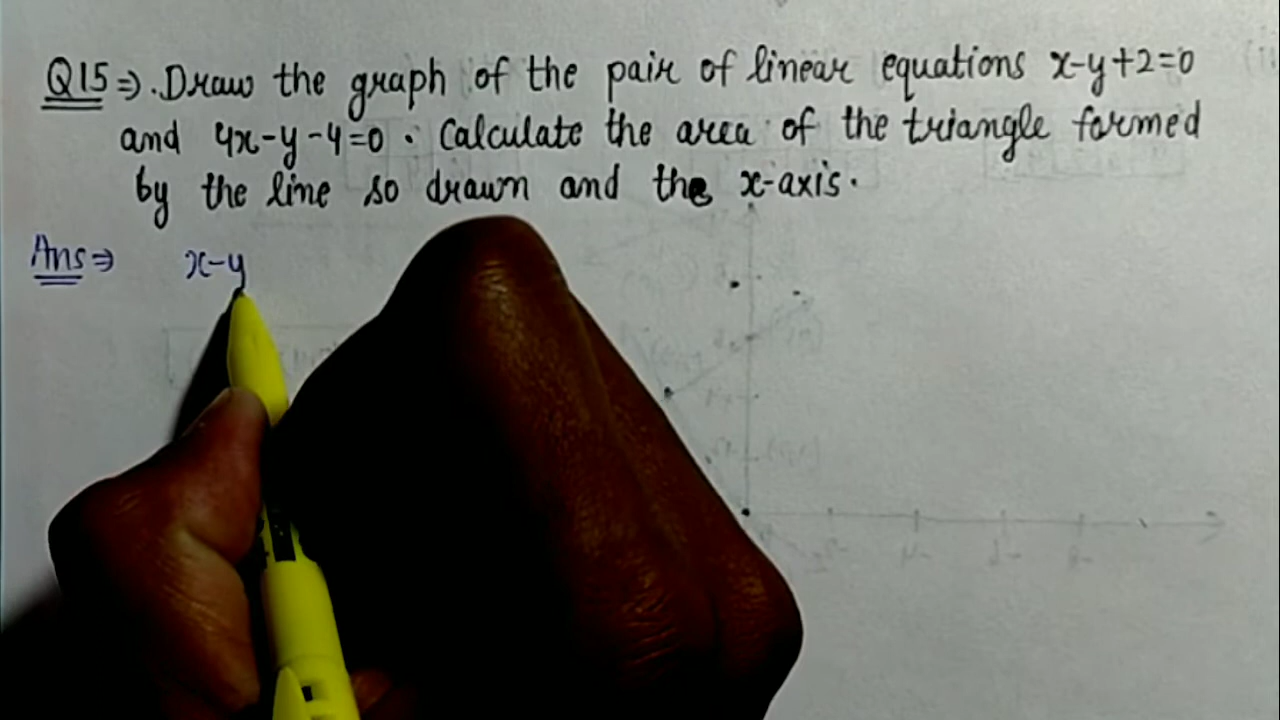 Q15⇒.Draw the graph of the pair of linear equations x-y+2=0
and 4x-y-4=0. Calculate the area of the triangle formed
by the line so drawn and the x-axis.
Ans⇒ x-y